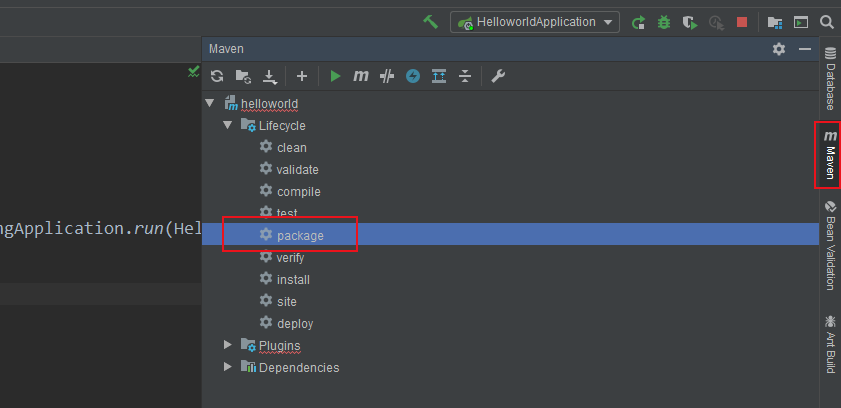 HelloworldApplication
Maven
helloworld
Lifecycle
clean
validate
compile
test
ngApplication.run(Hel
package
verify
install
site
deploy
Plugins
Dependencies
Database
m Maven
Bean Validation
Ant Build